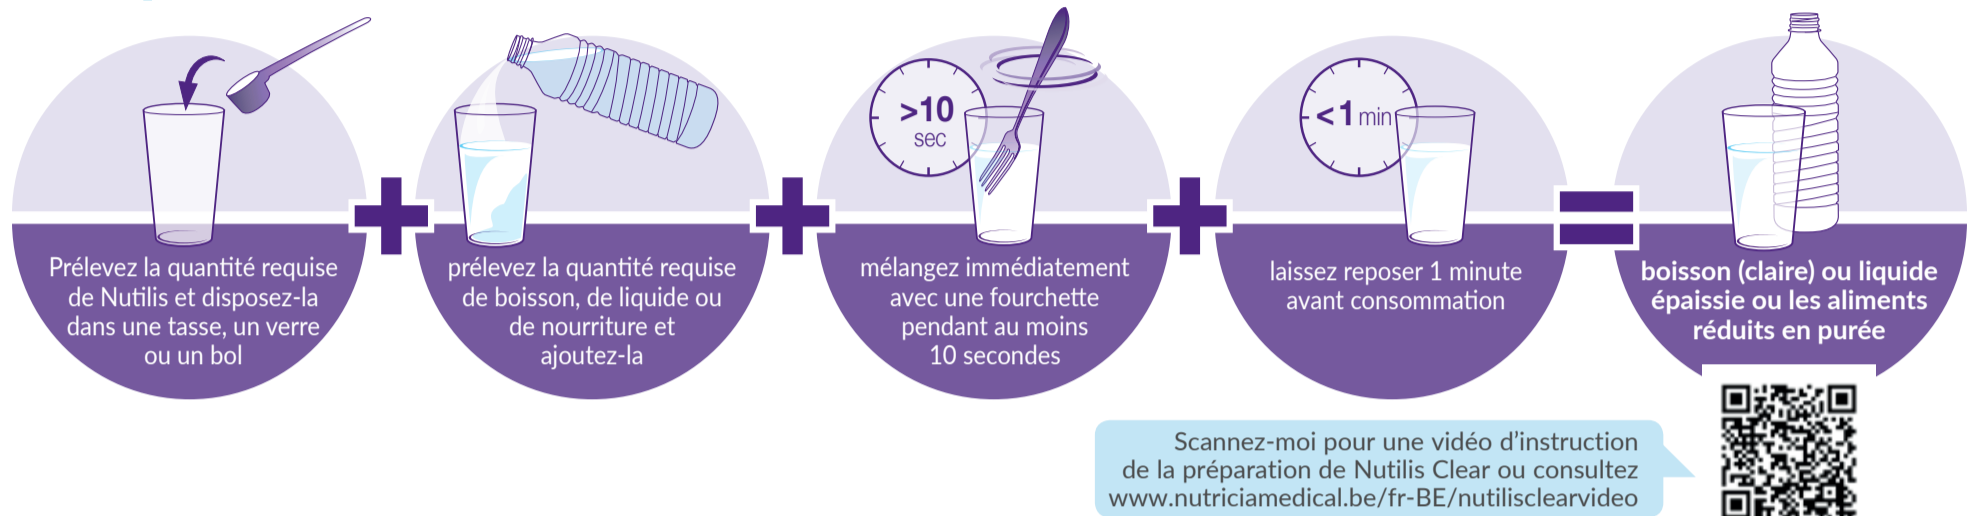 Prélevez la quantité requise
de Nutilis et disposez-la
dans une tasse, un verre
ou un bol
prélevez la quantité requise
de boisson, de liquide ou
de nourriture et
ajoutez-la
>10
sec
mélangez immédiatement
avec une fourchette
pendant au moins
10 secondes
<1 min
laissez reposer 1 minute
avant consommation
boisson (claire) ou liquide
épaissie ou les aliments
réduits en purée
Scannez-moi pour une vidéo d’instruction
de la préparation de Nutilis Clear ou consultez
www.nutriciamedical.be/fr-BE/nutilisclearvideo